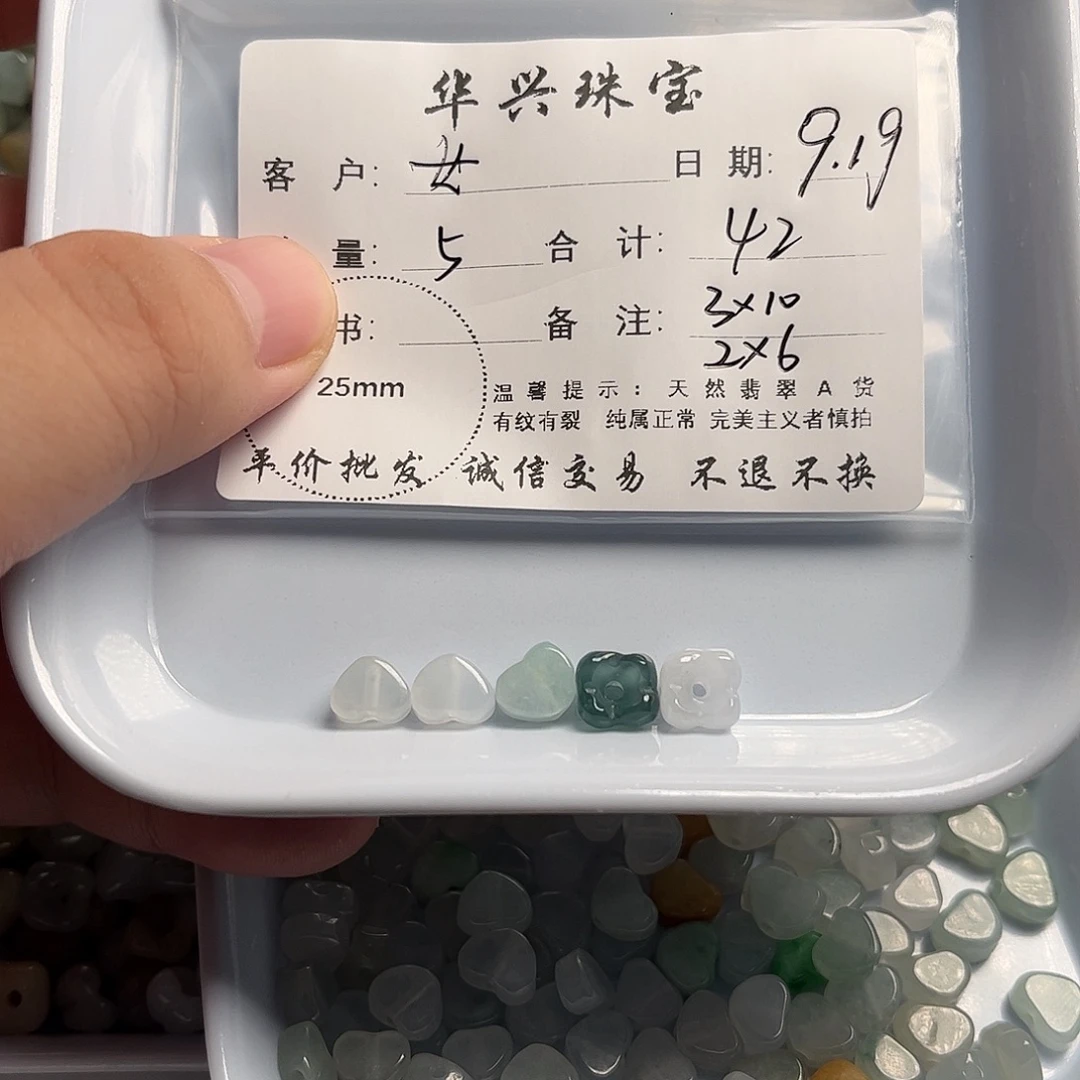 华兴珠宝
客 户: 女 日 期: 9.19
量: 5 合 计: 42
书: 备 注: 3×10
2×6
25mm
温馨提示: 天然翡翠A货
有纹有裂 纯属正常 完美主义者慎拍
平价批发 诚信交易 不退不换